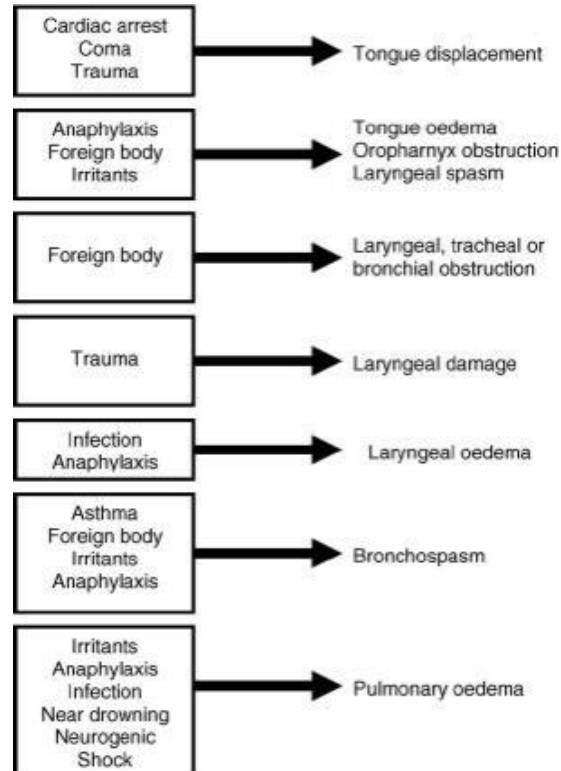 Cardiac arrest
Coma
Trauma
Tongue displacement
Anaphylaxis
Foreign body
Irritants
Tongue oedema
Oropharnyx obstruction
Laryngeal spasm
Foreign body
Laryngeal, tracheal or
bronchial obstruction
Trauma
Laryngeal damage
Infection
Anaphylaxis
Laryngeal oedema
Asthma
Foreign body
Irritants
Anaphylaxis
Bronchospasm
Irritants
Anaphylaxis
Infection
Near drowning
Neurogenic
Shock
Pulmonary oedema